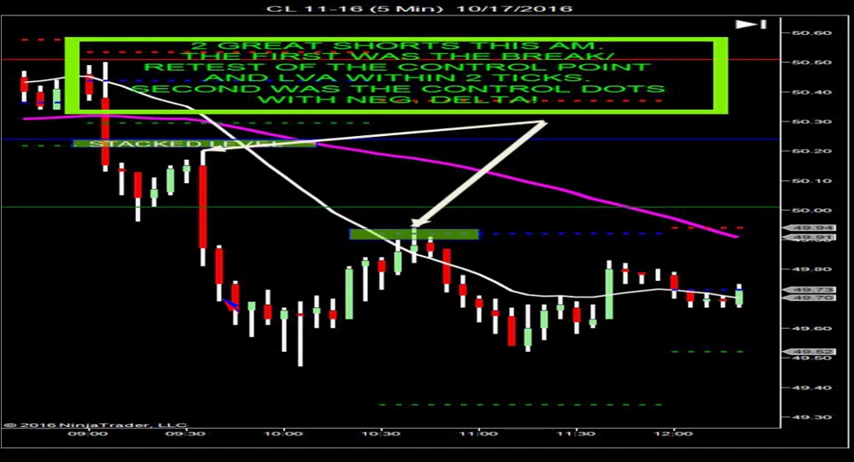 CL 11-16 (5 Min) 10/17/2016
2 GREAT SHORTS THIS AM.
THE FIRST WAS THE BREAK/
RETEST OF THE CONTROL POINT
AND LVA WITHIN 2 TICKS.
SECOND WAS THE CONTROL DOTS
WITH NEG. DELTA!
STACKED LEVEL
50.60
50.50
50.40
50.30
50.20
50.10
50.00
49.94
49.91
49.80
49.73
49.70
49.60
49.52
49.50
49.40
49.30
© 2016 NinjaTrader, LLC
09:00 09:30 10:00 10:30 11:00 11:30 12:00